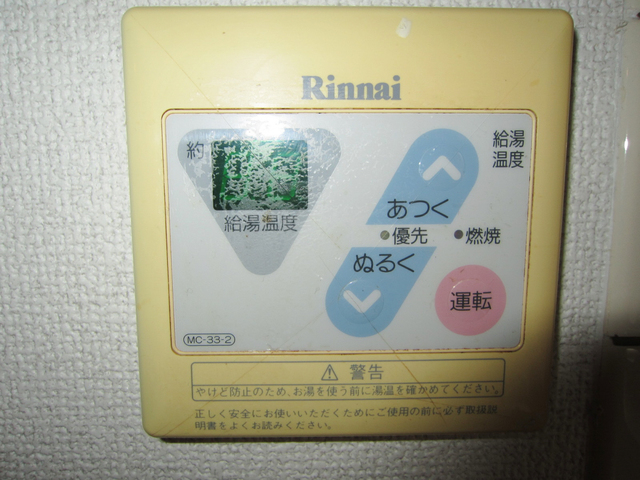 Rinnai
約
給湯温度
給湯
温度
あつく
優先
燃焼
ぬるく
運転
MC-33-2
警告
やけど防止のため、お湯を使う前に湯温を確かめてください。
正しく安全にお使いいただくためにご使用の前に必ず取扱説
明書をよくお読みください。